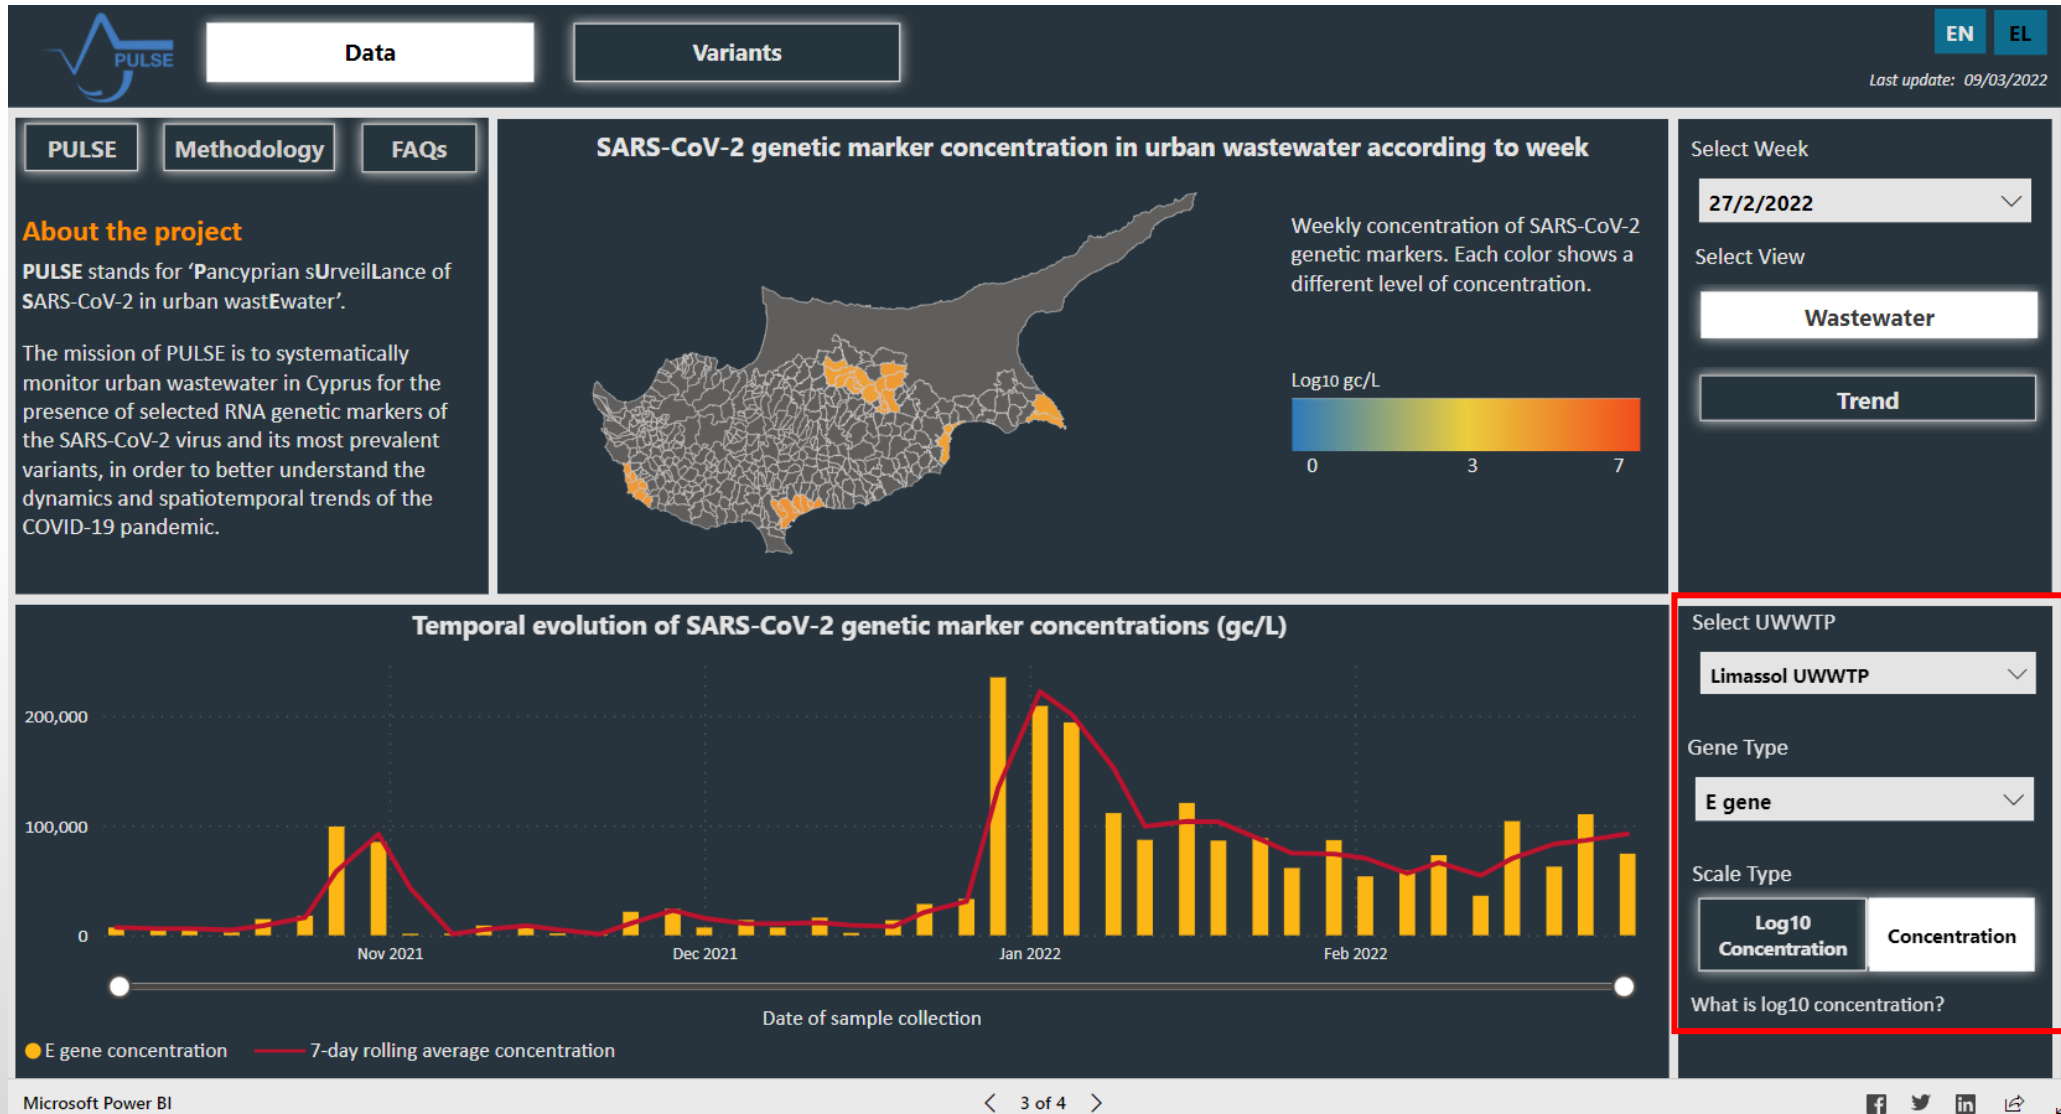 PULSE
Data
Variants
EN
EL
Last update: 09/03/2022
PULSE
Methodology
FAQs
About the project
PULSE stands for ‘Pancyprian sUrveilLance of
SARS-CoV-2 in urban wastEwater’.
The mission of PULSE is to systematically
monitor urban wastewater in Cyprus for the
presence of selected RNA genetic markers of
the SARS-CoV-2 virus and its most prevalent
variants, in order to better understand the
dynamics and spatiotemporal trends of the
COVID-19 pandemic.
SARS-CoV-2 genetic marker concentration in urban wastewater according to week
Weekly concentration of SARS-CoV-2
genetic markers. Each color shows a
different level of concentration.
Log10 gc/L
0 3 7
Select Week
27/2/2022
Select View
Wastewater
Trend
Temporal evolution of SARS-CoV-2 genetic marker concentrations (gc/L)
200,000
100,000
0
Nov 2021 Dec 2021 Jan 2022 Feb 2022
Date of sample collection
E gene concentration 7-day rolling average concentration
Select UWWTP
Limassol UWWTP
Gene Type
E gene
Scale Type
Log10
Concentration
Concentration
What is log10 concentration?
Microsoft Power BI
3 of 4